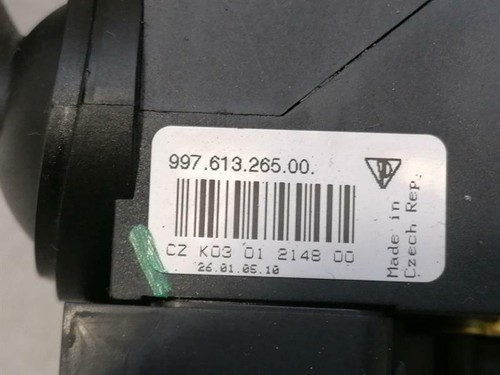 997.613.265.00.
CZ K03 01 2148 00
26.01.05.10
Made in
Czech Rep.